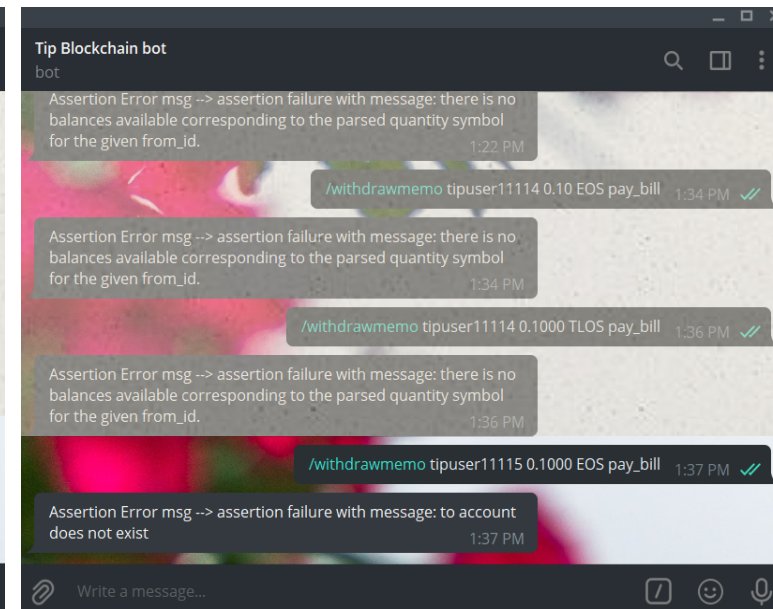 Tip Blockchain bot
bot
Assertion Error msg --> assertion failure with message: there is no
balances available corresponding to the parsed quantity symbol
for the given from_id.
1:22 PM
/withdrawmemo tipuser11114 0.10 EOS pay_bill 1:34 PM
Assertion Error msg --> assertion failure with message: there is no
balances available corresponding to the parsed quantity symbol
for the given from_id.
1:34 PM
/withdrawmemo tipuser11114 0.1000 TLOS pay_bill 1:36 PM
Assertion Error msg --> assertion failure with message: there is no
balances available corresponding to the parsed quantity symbol
for the given from_id.
1:36 PM
/withdrawmemo tipuser11115 0.1000 EOS pay_bill 1:37 PM
Assertion Error msg --> assertion failure with message: to account
does not exist
1:37 PM
Write a message...